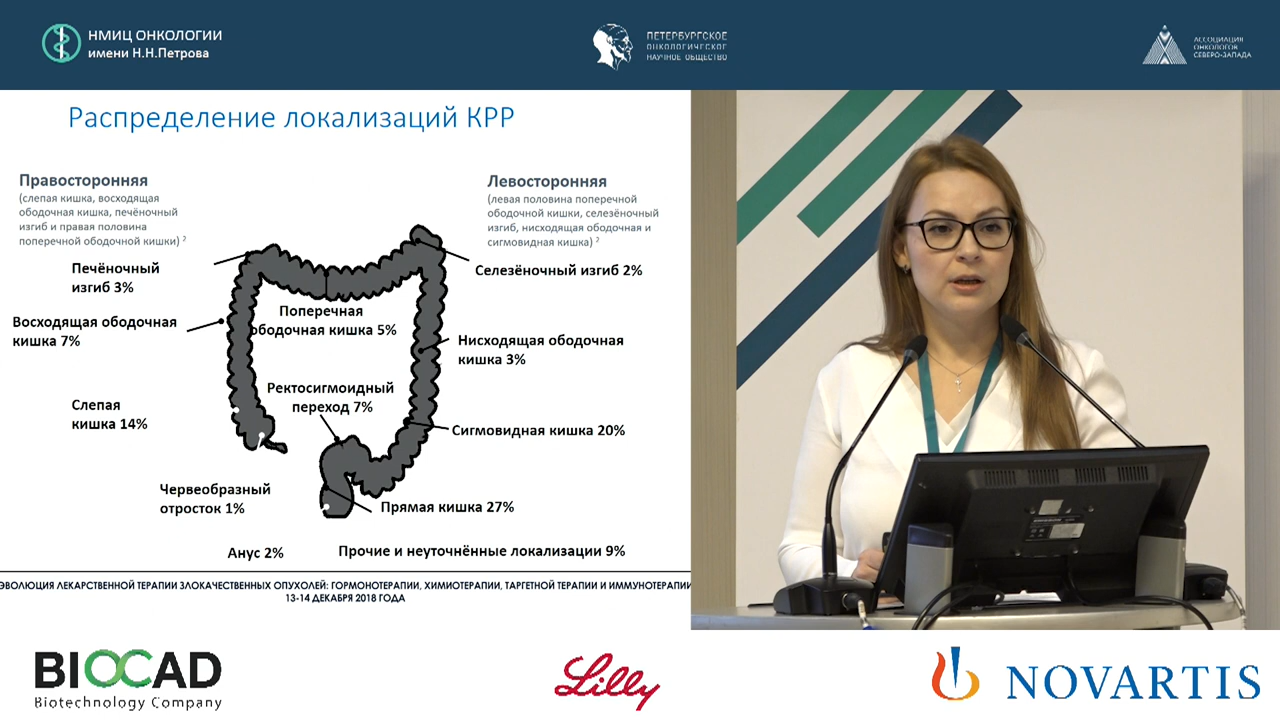 НМИЦ ОНКОЛОГИИ
имени Н.Н.Петрова
ПЕТЕРБУРГСКОЕ
ОНКОЛОГИЧЕСКОЕ
НАУЧНОЕ ОБЩЕСТВО
АССОЦИАЦИЯ
ОНКОЛОГОВ
СЕВЕРО-ЗАПАДА
Распределение локализаций КРР
Правосторонняя
(слепая кишка, восходящая
ободочная кишка, печёночный
изгиб и правая половина
поперечной ободочной кишки) 2
Левосторонняя
(левая половина поперечной
ободочной кишки, селезёночный
изгиб, нисходящая ободочная и
сигмовидная кишка) 2
Печёночный
изгиб 3%
Селезёночный изгиб 2%
Поперечная
ободочная кишка 5%
Восходящая ободочная
кишка 7%
Нисходящая ободочная
кишка 3%
Ректосигмоидный
переход 7%
Слепая
кишка 14%
Сигмовидная кишка 20%
Червеобразный
отросток 1%
Прямая кишка 27%
Анус 2%
Прочие и неуточнённые локализации 9%
ЭВОЛЮЦИЯ ЛЕКАРСТВЕННОЙ ТЕРАПИИ ЗЛОКАЧЕСТВЕННЫХ ОПУХОЛЕЙ: ГОРМОНОТЕРАПИИ, ХИМИОТЕРАПИИ, ТАРГЕТНОЙ ТЕРАПИИ И ИММУНОТЕРАПИИ
13-14 ДЕКАБРЯ 2018 ГОДА
BIOCAD
Biotechnology Company
Lilly
NOVARTIS